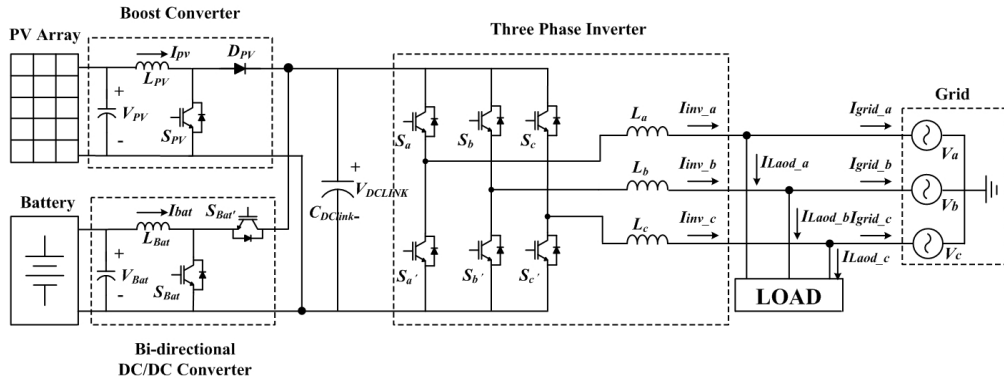 Boost Converter
PV Array
Three Phase Inverter
Grid
Ipv
DPV
LPV
+
VPV
-
SPV
Sa
Sb
Sc
La
Iinv_a
Igrid_a
Va
ILaod_a
Lb
Iinv_b
Igrid_b
Vb
+
VDCLINK
CDClink-
Battery
Ibat
SBat'
LBat
+
VBat
-
SBat
Lc
Iinv_c
ILaod_b
Igrid_c
Vc
ILaod_c
Sa'
Sb'
Sc'
LOAD
Bi-directional
DC/DC Converter